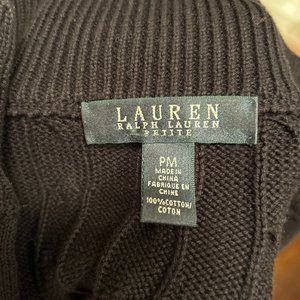 LAUREN
RALPH LAUREN
PETITE
PM
MADE IN
CHINA
FABRIQUE EN
CHINE
100%COTTON/
COTON